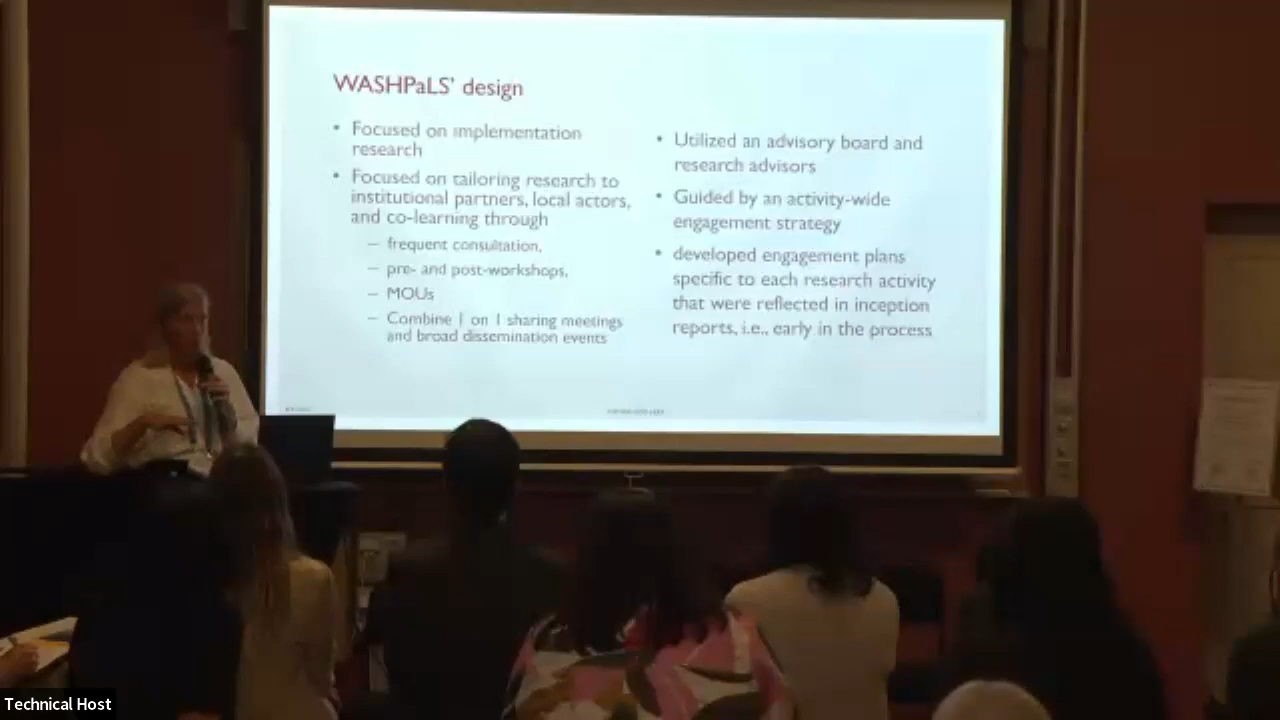 WASHPaLS' design
• Focused on implementation
research
• Focused on tailoring research to
institutional partners, local actors,
and co-learning through
– frequent consultation,
– pre- and post-workshops,
– MOUs
– Combine 1 on 1 sharing meetings
and broad dissemination events
• Utilized an advisory board and
research advisors
• Guided by an activity-wide
engagement strategy
• developed engagement plans
specific to each research activity
that were reflected in inception
reports, i.e., early in the process
Technical Host